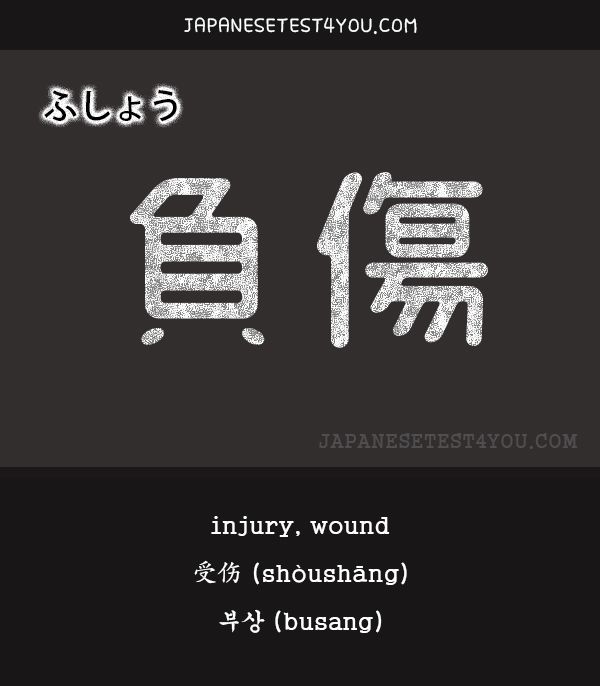 JAPANESETEST4YOU.COM
ふしょう
負傷
JAPANESETEST4YOU.COM
injury, wound
受伤 (shòushāng)
부상 (busang)